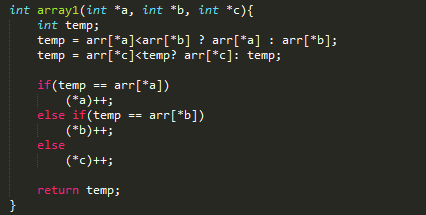 int array1(int *a, int *b, int *c){
    int temp;
    temp = arr[*a]<arr[*b] ? arr[*a] : arr[*b];
    temp = arr[*c]<temp? arr[*c]: temp;

    if(temp == arr[*a])
        (*a)++;
    else if(temp == arr[*b])
        (*b)++;
    else
        (*c)++;

    return temp;
}